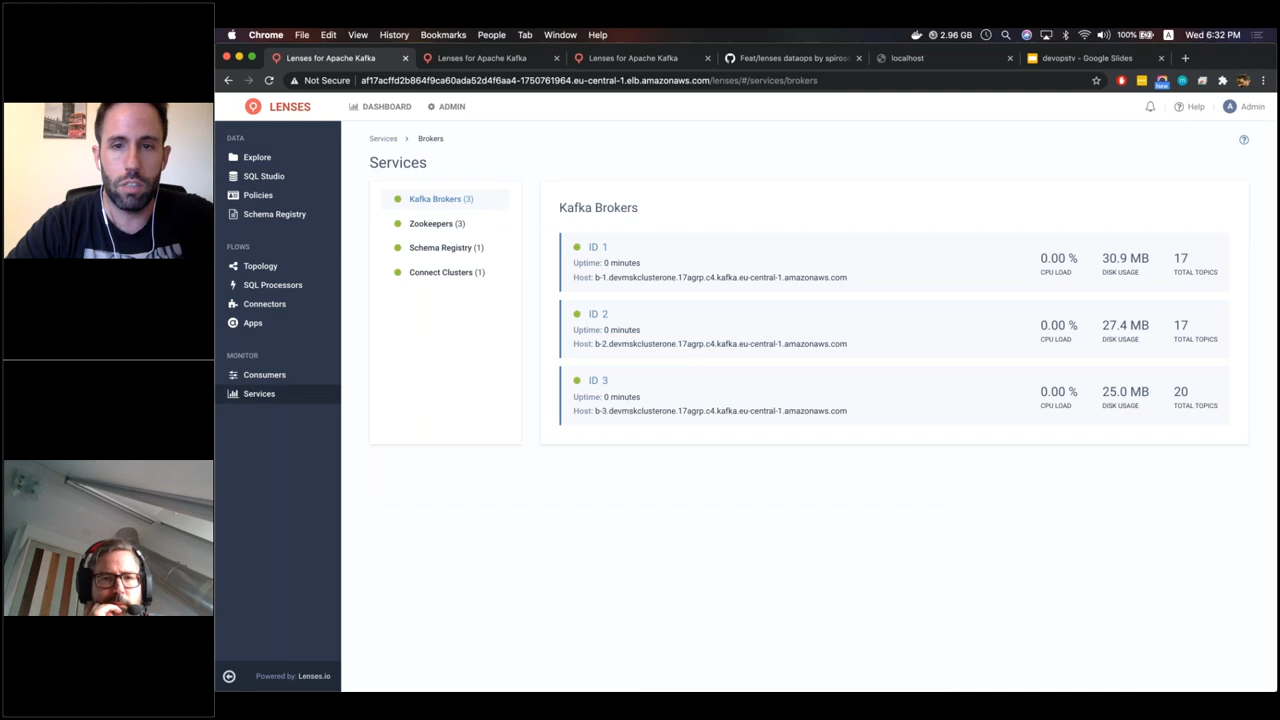 Chrome File Edit View History Bookmarks People Tab Window Help 2.96 GB 100% Wed 6:32 PM
Lenses for Apache Kafka Lenses for Apache Kafka Lenses for Apache Kafka Feat/lenses dataops by spiros localhost devopstv - Google Slides
Not Secure af17acffd2b864f9ca60ada52d4f6aa4-1750761964.eu-central-1.elb.amazonaws.com/lenses/#/services/brokers
New
LENSES DASHBOARD ADMIN Help A Admin
DATA
Explore
SQL Studio
Policies
Schema Registry
FLOWS
Topology
SQL Processors
Connectors
Apps
MONITOR
Consumers
Services
Powered by: Lenses.io
Services > Brokers
Services
Kafka Brokers (3)
Zookeepers (3)
Schema Registry (1)
Connect Clusters (1)
Kafka Brokers
ID 1
Uptime: 0 minutes
Host: b-1.devmskclusterone.17agrp.c4.kafka.eu-central-1.amazonaws.com
0.00 % 30.9 MB 17
CPU LOAD DISK USAGE TOTAL TOPICS
ID 2
Uptime: 0 minutes
Host: b-2.devmskclusterone.17agrp.c4.kafka.eu-central-1.amazonaws.com
0.00 % 27.4 MB 17
CPU LOAD DISK USAGE TOTAL TOPICS
ID 3
Uptime: 0 minutes
Host: b-3.devmskclusterone.17agrp.c4.kafka.eu-central-1.amazonaws.com
0.00 % 25.0 MB 20
CPU LOAD DISK USAGE TOTAL TOPICS